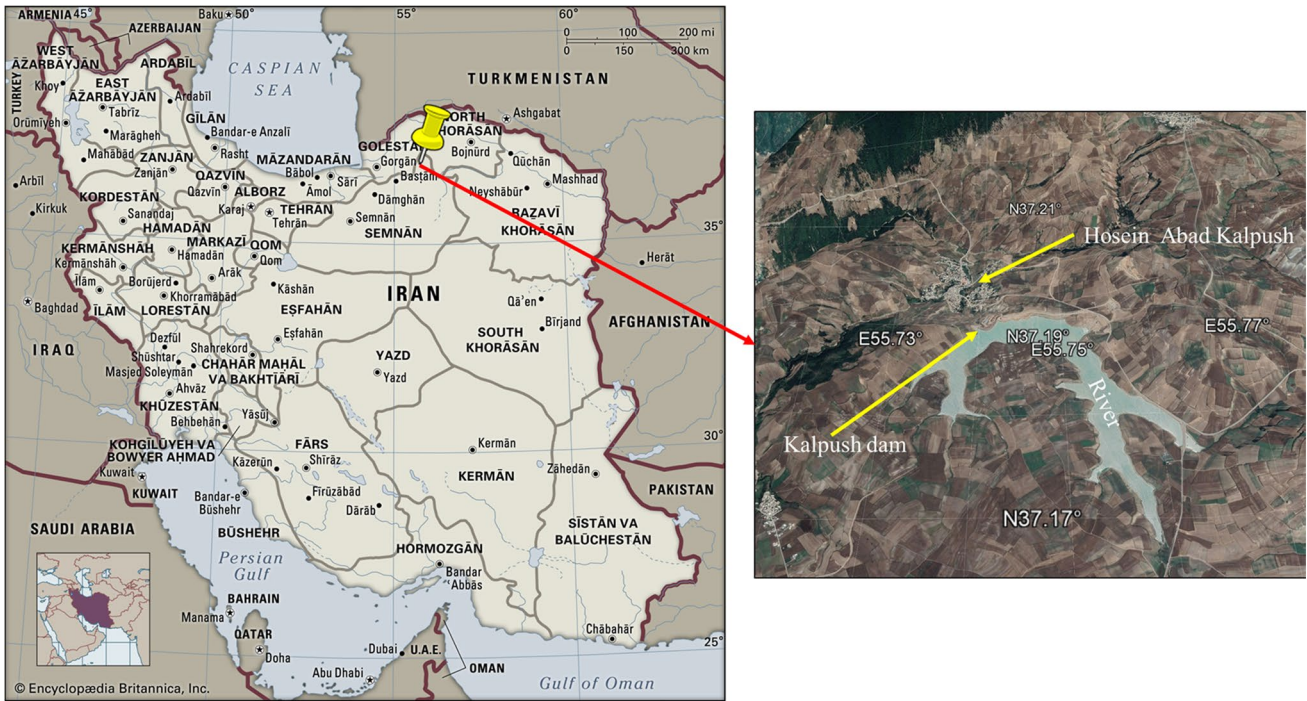 ARMENIA 45° Baku 50° 55° 60°
AZERBAIJAN
0 100 200 mi
0 150 300 km
WEST
ĀZARBĀYJĀN
ARDABĪL
CASPIAN
SEA
TURKMENISTAN
TURKEY
Khoy
EAST
ĀZARBĀYJĀN
Ardabīl
Tabrīz
Orūmīyeh
GĪLĀN
Marāgheh
Bandar-e Anzalī
Ashgabat
NORTH
KHORĀSĀN
Bojnūrd
GOLESTĀN
Gorgān
Qūchān
Mahābād
ZANJĀN
Zanjān
Rasht
MĀZANDARĀN
Bābol
Sārī
Āmol
Basṭām
Mashhad
Neyshābūr
Arbīl
QAZVĪN
Qazvīn
ALBORZ
Karaj
Dāmghān
KORDESTĀN
Kirkuk
Sanandaj
TEHRAN
Tehrān
Semnān
SEMNĀN
RAẔAVĪ
KHORĀSĀN
35°
HAMADĀN
Hamadān
MARKAZĪ
QOM
Qom
KERMĀNSHĀH
Kermānshāh
Herāt
Īlām
Borūjerd
Arāk
Kāshān
IRAN
Qā’en
Baghdad
Khorramābād
ĪLĀM
LORESTĀN
EṢFAHĀN
Bīrjand
AFGHANISTAN
Eṣfahān
SOUTH
KHORĀSĀN
IRAQ
Dezfūl
Shūshtar
Shahrekord
Masjed Soleymān
CHAHĀR MAḤĀL
VA BAKHTĪĀRĪ
YAZD
Yazd
Ahvāz
KHŪZESTĀN
Behbehān
Yāsūj
KOHGĪLŪYEH VA
BOWYER AḤMAD
Kermān
30°
Kuwait
KUWAIT
FĀRS
Kāzerūn
Shīrāz
KERMĀN
Zāhedān
Bandar-e
Būshehr
Fīrūzābād
Dārāb
PAKISTAN
SAUDI ARABIA
BŪSHEHR
SĪSTĀN VA
BALŪCHESTĀN
Persian
Gulf
HORMOZGĀN
Bandar
ʿAbbās
BAHRAIN
Manama
QATAR
Doha
Dubai
U.A.E.
Chābahār
25°
Abu Dhabi
OMAN
Gulf of Oman
© Encyclopædia Britannica, Inc.
N37.21°
Hosein Abad Kalpush
E55.73°
N37.19°
E55.75°
E55.77°
River
Kalpush dam
N37.17°